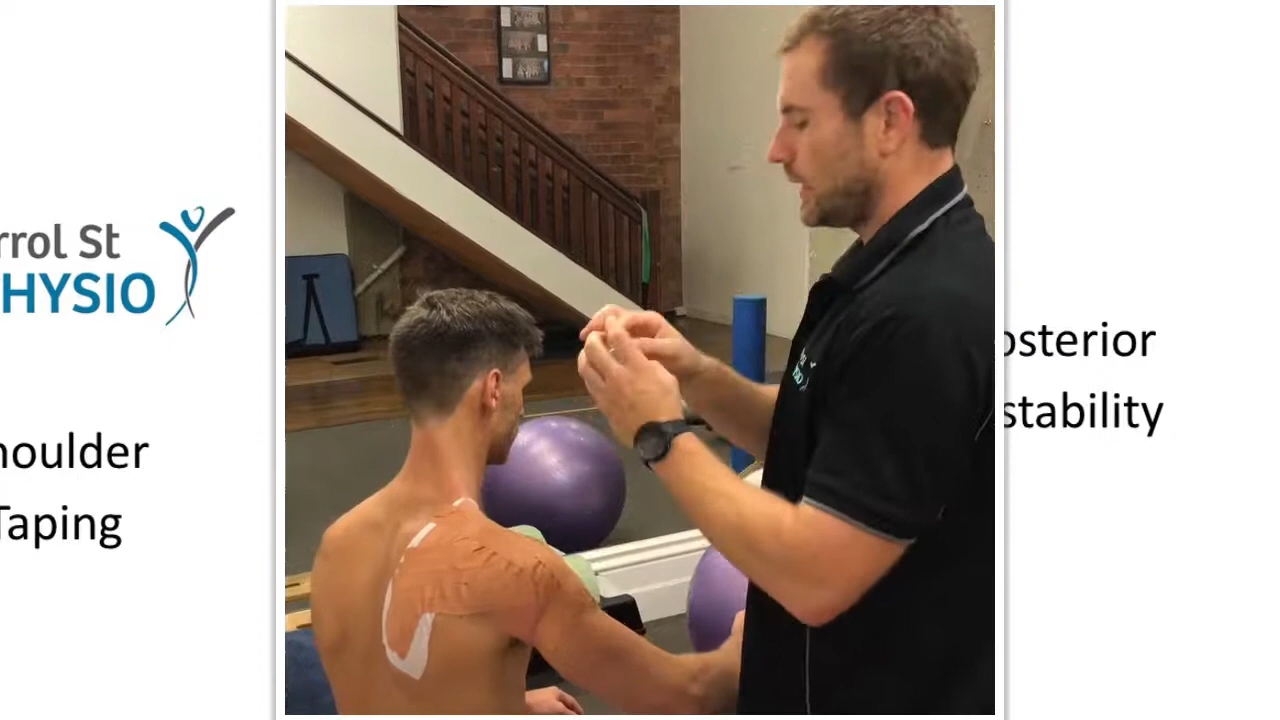 rrol St
HYSIO
houlder
Taping
osterior
stability